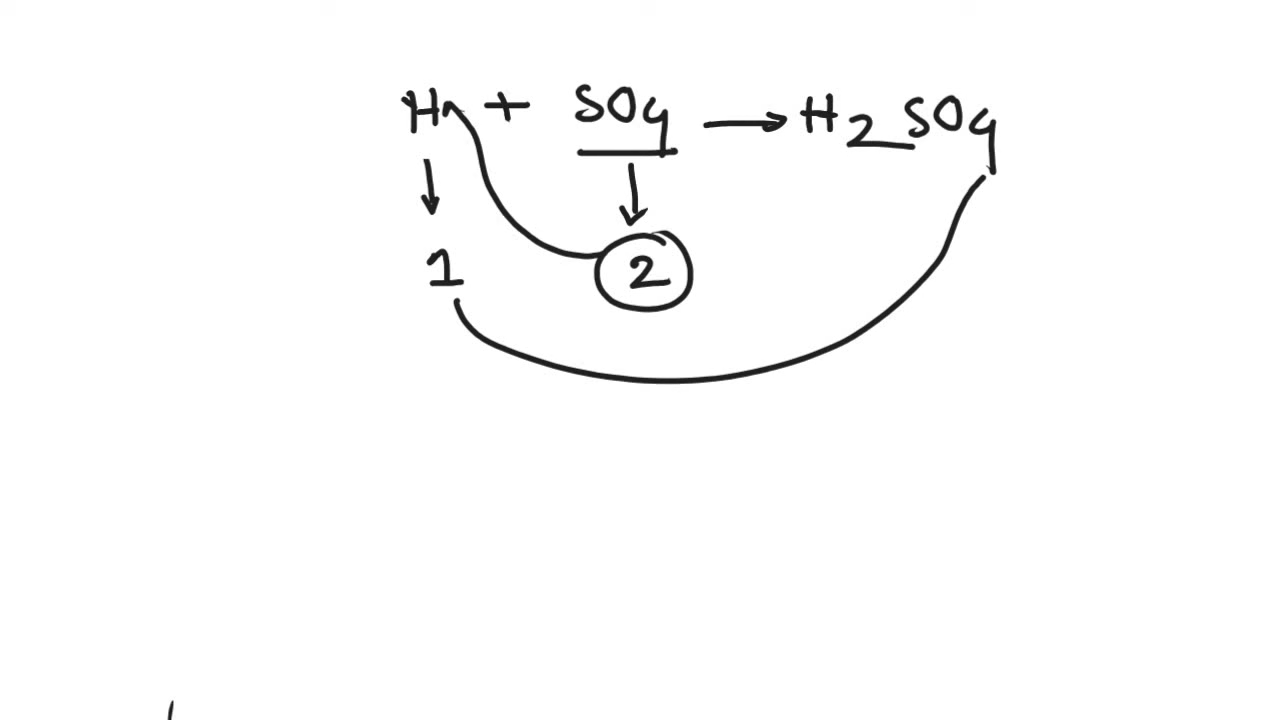 H + SO4 → H2SO4
↓ ↓
1 2